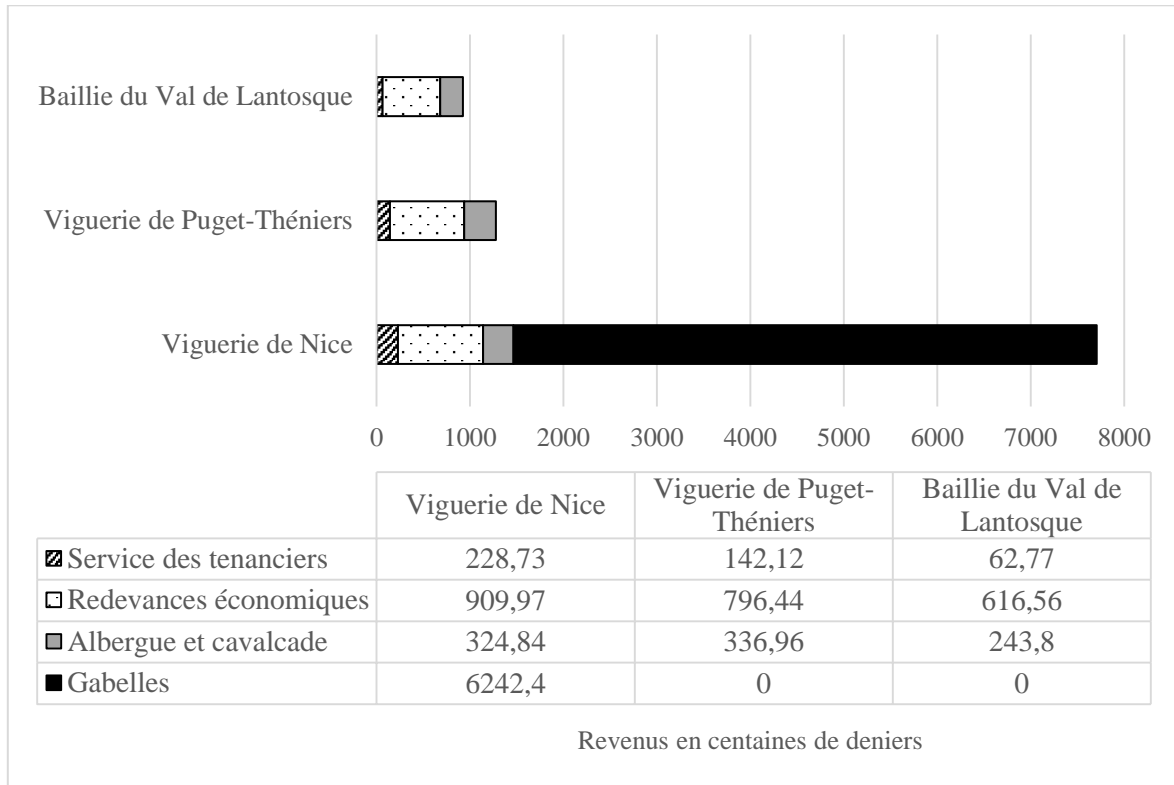 Baillie du Val de Lantosque
Viguerie de Puget-Théniers
Viguerie de Nice
0 1000 2000 3000 4000 5000 6000 7000 8000
Viguerie de Nice Viguerie de Puget-Théniers Baillie du Val de Lantosque
Service des tenanciers 228,73 142,12 62,77
Redevances économiques 909,97 796,44 616,56
Albergue et cavalcade 324,84 336,96 243,8
Gabelles 6242,4 0 0
Revenus en centaines de deniers